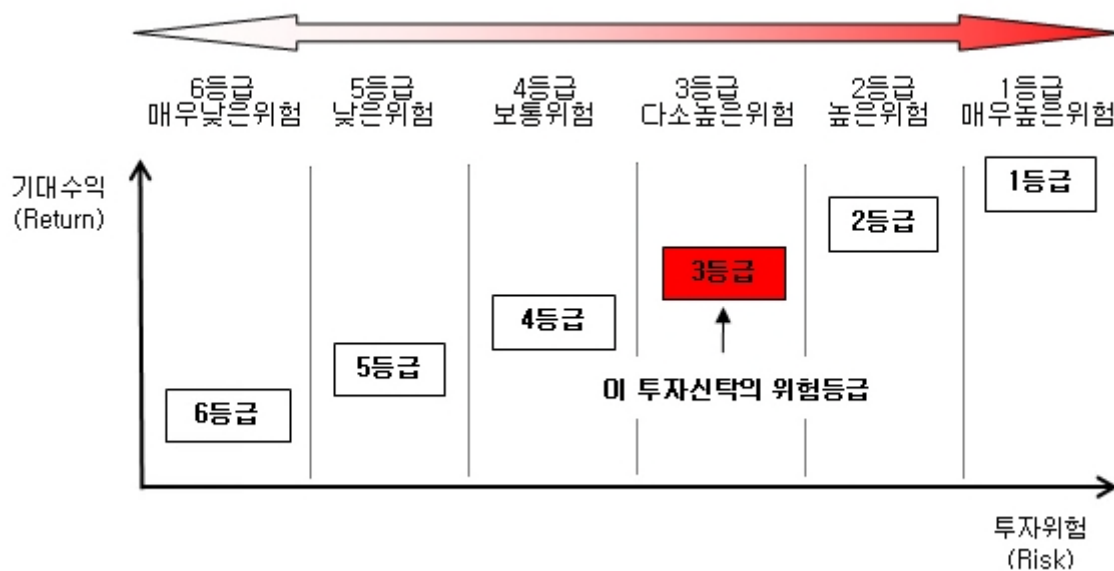 6등급 5등급 4등급 3등급 2등급 1등급
매우낮은위험 낮은위험 보통위험 다소높은위험 높은위험 매우높은위험
기대수익
(Return)
1등급
2등급
3등급
4등급
5등급
6등급
이 투자신탁의 위험등급
투자위험
(Risk)